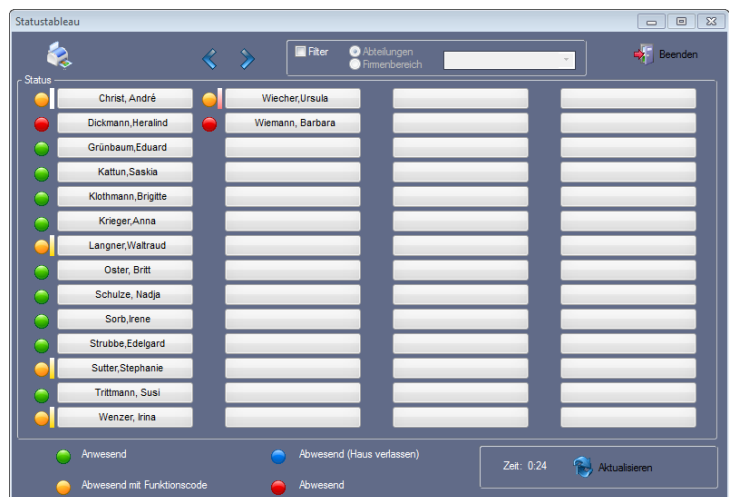 Statustableau
Filter
Abteilungen
Firmenbereich
Beenden
Status
Christ, André
Wiecher,Ursula
Dickmann,Heralind
Wiemann, Barbara
Grünbaum,Eduard
Kattun,Saskia
Klothmann,Brigitte
Krieger,Anna
Langner,Waltraud
Oster, Britt
Schulze, Nadja
Sorb,Irene
Strubbe,Edelgard
Sutter,Stephanie
Trittmann, Susi
Wenzer, Irina
Anwesend
Abwesend (Haus verlassen)
Zeit: 0:24
Aktualisieren
Abwesend mit Funktionscode
Abwesend